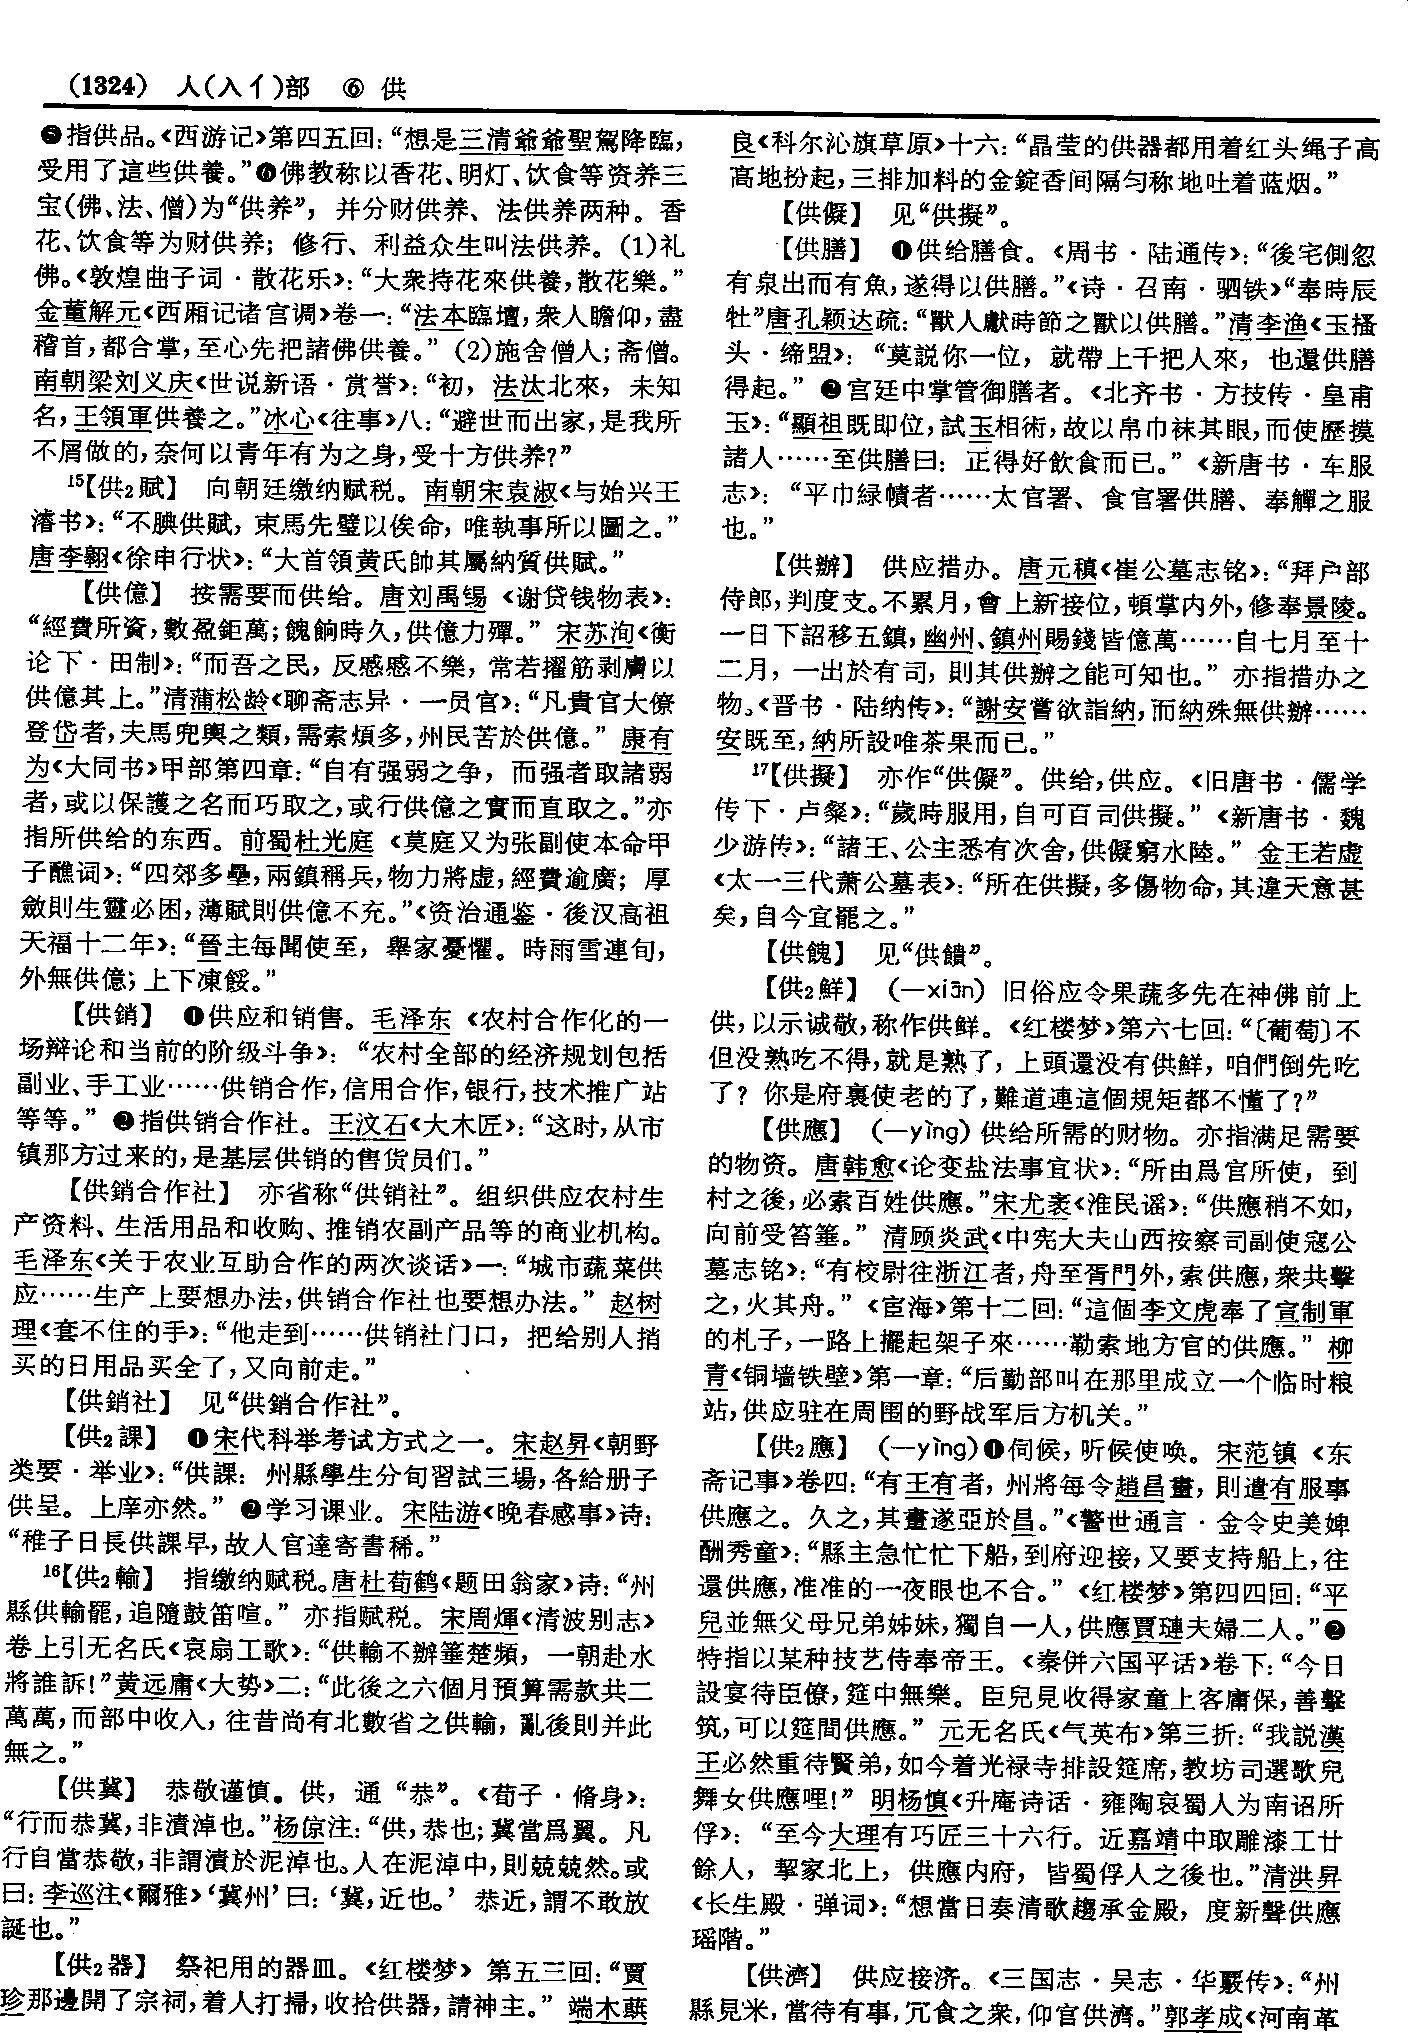 (1324) 人(入亻)部 ⑥ 供
❺指供品。《西游记》第四五回:“想是三清爺爺聖駕降臨,
受用了這些供養。”❻佛教称以香花、明灯、饮食等资养三
宝(佛、法、僧)为“供养”，并分财供养、法供养两种。香
花、饮食等为财供养；修行、利益众生叫法供养。(1)礼
佛。《敦煌曲子词·散花乐》:“大衆持花來供養,散花樂。”
金董解元《西厢记诸宫调》卷一:“法本臨壇,衆人瞻仰,盡
稽首,都合掌,至心先把諸佛供養。”(2)施舍僧人;斋僧。
南朝梁刘义庆《世说新语·赏誉》:“初，法汰北來，未知
名,王領軍供養之。”冰心《往事》八:“避世而出家,是我所
不屑做的,奈何以青年有为之身,受十方供养?”
15【供2賦】 向朝廷缴纳赋税。南朝宋袁淑《与始兴王
濬书》:“不腆供賦，束馬先璧以俟命，唯執事所以圖之。”
唐李翱《徐申行状》:“大首領黄氏帥其屬納質供賦。”
【供億】 按需要而供给。唐刘禹锡《谢贷钱物表》:
“經費所資,數盈鉅萬;餽餉時久,供億力殫。”宋苏洵《衡
论下·田制》:“而吾之民，反慼慼不樂，常若擢筋剥膚以
供億其上。”清蒲松龄《聊斋志异·一员官》:“凡貴官大僚
登岱者,夫馬兜輿之類,需索煩多,州民苦於供億。”康有
为《大同书》甲部第四章:“自有强弱之争，而强者取諸弱
者,或以保護之名而巧取之,或行供億之實而直取之。”亦
指所供给的东西。前蜀杜光庭《莫庭乂为张副使本命甲
子醮词》:“四郊多壘,兩鎮稱兵,物力將虚,經費逾廣；厚
斂則生靈必困,薄賦則供億不充。”《资治通鉴·後汉高祖
天福十二年》:“晉主每聞使至，舉家憂懼。時雨雪連旬,
外無供億;上下凍餒。”
【供銷】 ❶供应和销售。毛泽东《农村合作化的一
场辩论和当前的阶级斗争》:“农村全部的经济规划包括
副业、手工业……供销合作,信用合作,银行,技术推广站
等等。”❷指供销合作社。王汶石《大木匠》:“这时,从市
镇那方过来的,是基层供销的售货员们。”
【供銷合作社】 亦省称“供销社”。组织供应农村生
产资料、生活用品和收购、推销农副产品等的商业机构。
毛泽东《关于农业互助合作的两次谈话》一:“城市蔬菜供
应……生产上要想办法,供销合作社也要想办法。”赵树
理《套不住的手》:“他走到……供销社门口，把给别人捎
买的日用品买全了,又向前走。”
【供銷社】 见“供銷合作社”。
【供2課】 ❶宋代科举考试方式之一。宋赵昇《朝野
类要·举业》:“供課：州縣學生分旬習試三場,各給册子
供呈。上庠亦然。”❷学习课业。宋陆游《晚春感事》诗:
“稚子日長供課早,故人官達寄書稀。”
16【供2輸】 指缴纳赋税。唐杜荀鹤《题田翁家》诗:“州
縣供輸罷,追隨鼓笛喧。”亦指赋税。宋周煇《清波别志》
卷上引无名氏《哀扇工歌》:“供輸不辦箠楚頻，一朝赴水
將誰訴!”黄远庸《大势》二:“此後之六個月預算需款共二
萬萬,而部中收入，往昔尚有北數省之供輸，亂後則并此
無之。”
【供冀】 恭敬谨慎。供，通“恭”。《荀子·脩身》:
“行而恭冀,非漬淖也。”杨倞注:“供,恭也;冀當爲翼。凡
行自當恭敬,非謂漬於泥淖也。人在泥淖中,則兢兢然。或
曰:李巡注《爾雅》‘冀州’曰:‘冀,近也。’恭近,謂不敢放
誕也。”
【供2器】 祭祀用的器皿。《红楼梦》第五三回:“賈
珍那邊開了宗祠,着人打掃,收拾供器,請神主。”端木蕻
良《科尔沁旗草原》十六:“晶莹的供器都用着红头绳子高
高地扮起,三排加料的金錠香间隔匀称地吐着蓝烟。”
【供儗】 见“供擬”。
【供膳】 ❶供给膳食。《周书·陆通传》:“後宅側忽
有泉出而有魚,遂得以供膳。”《诗·召南·驷铁》“奉時辰
牡”唐孔颖达疏:“獸人獻時節之獸以供膳。”清李渔《玉搔
头·缔盟》:“莫説你一位，就帶上千把人來，也還供膳
得起。”❷宫廷中掌管御膳者。《北齐书·方技传·皇甫
玉》:“顯祖既即位,試玉相術,故以帛巾袜其眼,而使歷摸
諸人……至供膳曰：正得好飲食而已。”《新唐书·车服
志》:“平巾緑幘者……太官署、食官署供膳、奉觶之服
也。”
【供辦】 供应措办。唐元稹《崔公墓志铭》:“拜户部
侍郎,判度支。不累月,會上新接位,頓掌内外,修奉景陵。
一日下詔移五鎮,幽州、鎮州賜錢皆億萬……自七月至十
二月，一出於有司,則其供辦之能可知也。”亦指措办之
物。《晋书·陆纳传》:“謝安嘗欲詣納,而納殊無供辦……
安既至,納所設唯茶果而已。”
17【供擬】 亦作“供儗”。供给,供应。《旧唐书·儒学
传下·卢粲》:“歲時服用,自可百司供擬。”《新唐书·魏
少游传》:“諸王、公主悉有次舍,供儗窮水陸。”金王若虚
《太一三代萧公墓表》:“所在供擬,多傷物命,其違天意甚
矣,自今宜罷之。”
【供餽】 见“供饋”。
【供2鮮】 (—xiān) 旧俗应令果蔬多先在神佛前上
供,以示诚敬,称作供鲜。《红楼梦》第六七回:“〔葡萄〕不
但没熟吃不得,就是熟了，上頭還没有供鮮，咱們倒先吃
了？你是府裏使老的了,難道連這個規矩都不懂了?”
【供應】 (—yìng) 供给所需的财物。亦指满足需要
的物资。唐韩愈《论变盐法事宜状》:“所由爲官所使，到
村之後,必索百姓供應。”宋尤袤《淮民谣》:“供應稍不如,
向前受笞箠。”清顾炎武《中宪大夫山西按察司副使寇公
墓志铭》:“有校尉往浙江者,舟至胥門外,索供應,衆共擊
之,火其舟。”《宦海》第十二回:“這個李文虎奉了宣制軍
的札子,一路上擺起架子來……勒索地方官的供應。”柳
青《铜墙铁壁》第一章:“后勤部叫在那里成立一个临时粮
站,供应驻在周围的野战军后方机关。”
【供2應】 (—yìng)❶伺候,听候使唤。宋范镇《东
斋记事》卷四:“有王有者，州將每令趙昌畫，則遣有服事
供應之。久之,其畫遂亞於昌。”《警世通言·金令史美婢
酬秀童》:“縣主急忙忙下船,到府迎接,又要支持船上,往
還供應,准准的一夜眼也不合。”《红楼梦》第四四回:“平
兒並無父母兄弟姊妹,獨自一人,供應賈璉夫婦二人。”❷
特指以某种技艺侍奉帝王。《秦併六国平话》卷下:“今日
設宴待臣僚，筵中無樂。臣兒見收得家童上客庸保,善擊
筑,可以筵間供應。”元无名氏《气英布》第三折:“我説漢
王必然重待賢弟,如今着光禄寺排設筵席,教坊司選歌兒
舞女供應哩!”明杨慎《升庵诗话·雍陶哀蜀人为南诏所
俘》:“至今大理有巧匠三十六行。近嘉靖中取雕漆工廿
餘人，挈家北上，供應内府，皆蜀俘人之後也。”清洪昇
《长生殿·弹词》:“想當日奏清歌趨承金殿，度新聲供應
瑶階。”
【供濟】 供应接济。《三国志·吴志·华覈传》:“州
縣見米,當待有事,冗食之衆,仰官供濟。”郭孝成《河南革